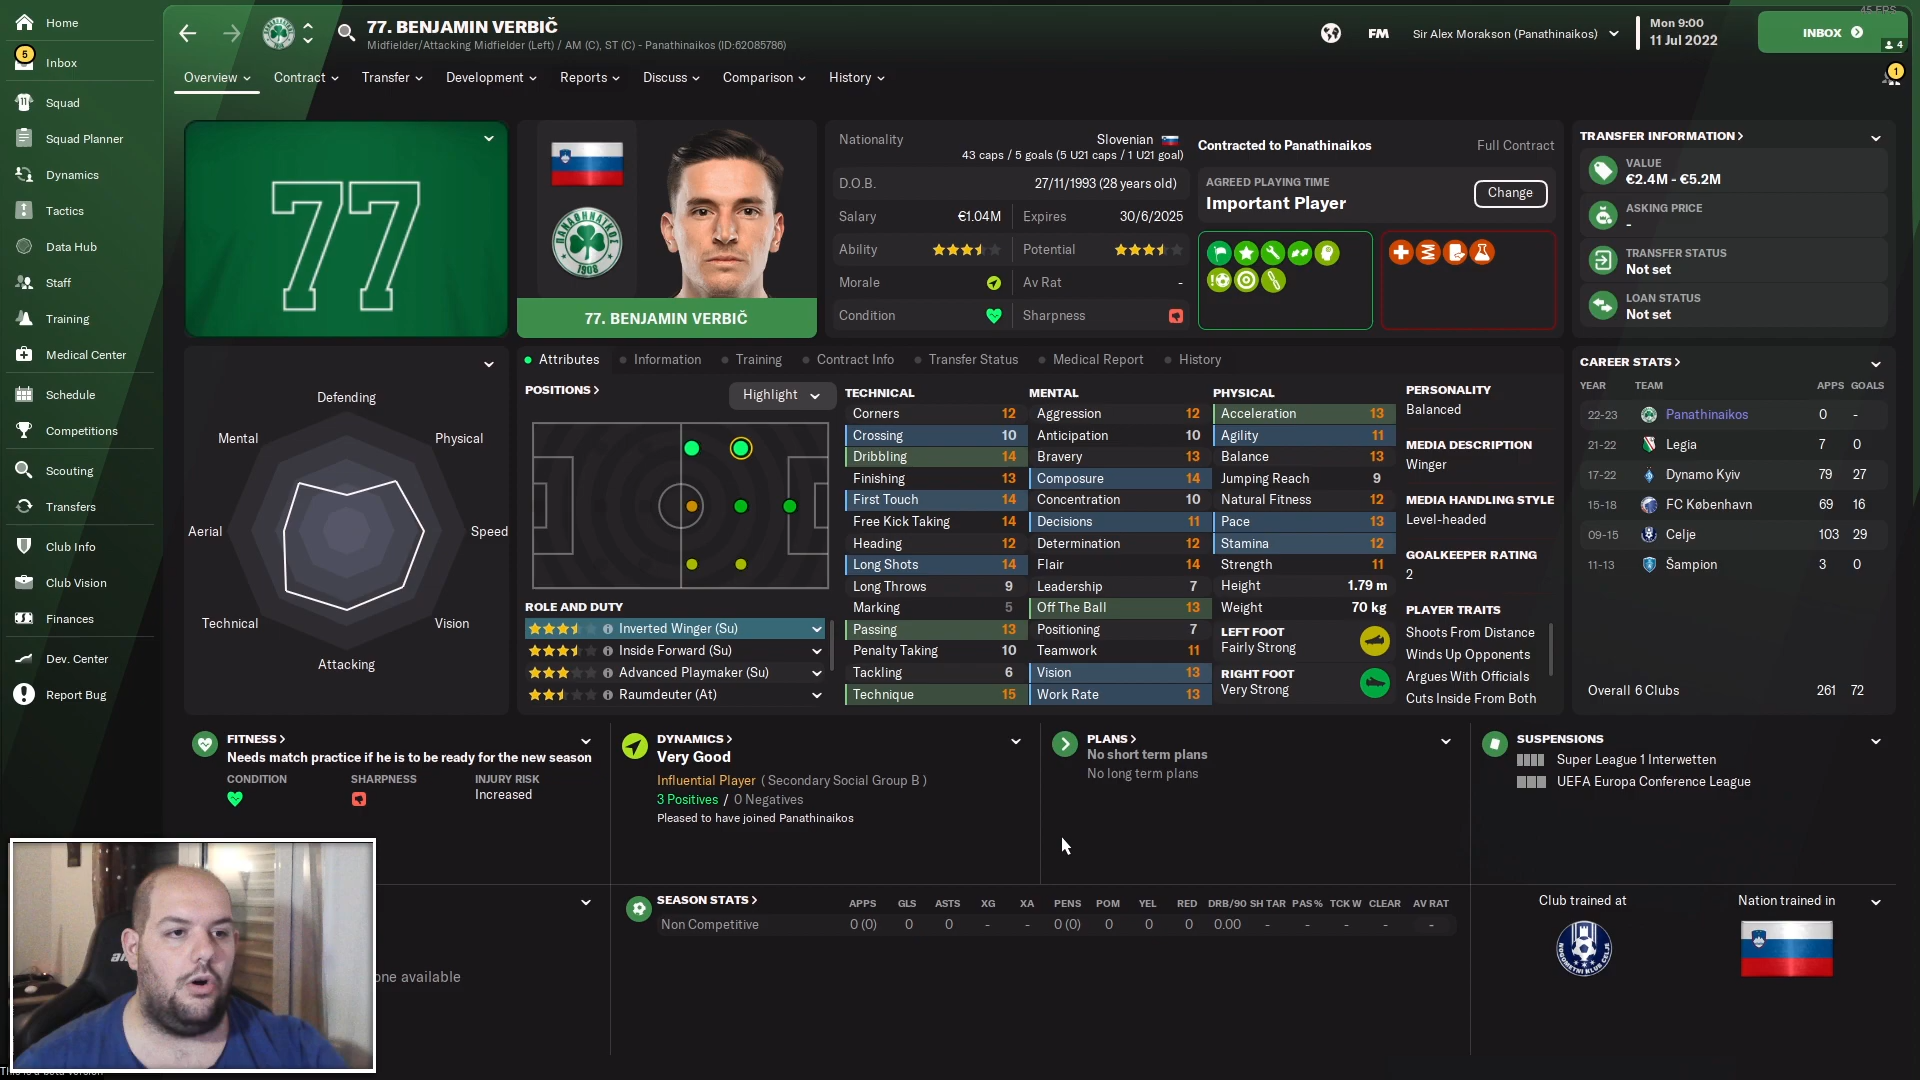 45 FPS
Home
5
Inbox
Squad
Squad Planner
Dynamics
Tactics
Data Hub
Staff
Training
Medical Center
Schedule
Competitions
Scouting
Transfers
Club Info
Club Vision
Finances
Dev. Center
Report Bug
77. BENJAMIN VERBIČ
Midfielder/Attacking Midfielder (Left) / AM (C), ST (C) - Panathinaikos (ID:62085786)
FM
Sir Alex Morakson (Panathinaikos)
Mon 9:00
11 Jul 2022
INBOX
4
1
Overview Contract Transfer Development Reports Discuss Comparison History
77
ΠΑΝΑΘΗΝΑΪΚΟΣ
1908
77. BENJAMIN VERBIČ
Nationality Slovenian
43 caps / 5 goals (5 U21 caps / 1 U21 goal)
D.O.B. 27/11/1993 (28 years old)
Salary €1.04M Expires 30/6/2025
Ability Potential
Morale Av Rat -
Condition Sharpness
Contracted to Panathinaikos Full Contract
AGREED PLAYING TIME
Important Player
Change
TRANSFER INFORMATION >
VALUE
€2.4M - €5.2M
ASKING PRICE
-
TRANSFER STATUS
Not set
LOAN STATUS
Not set
Defending
Mental Physical
Aerial Speed
Technical Vision
Attacking
Attributes Information Training Contract Info Transfer Status Medical Report History
POSITIONS >
Highlight
ROLE AND DUTY
Inverted Winger (Su)
Inside Forward (Su)
Advanced Playmaker (Su)
Raumdeuter (At)
TECHNICAL
Corners 12
Crossing 10
Dribbling 14
Finishing 13
First Touch 14
Free Kick Taking 14
Heading 12
Long Shots 14
Long Throws 9
Marking 5
Passing 13
Penalty Taking 10
Tackling 6
Technique 15
MENTAL
Aggression 12
Anticipation 10
Bravery 13
Composure 14
Concentration 10
Decisions 11
Determination 12
Flair 14
Leadership 7
Off The Ball 13
Positioning 7
Teamwork 11
Vision 13
Work Rate 13
PHYSICAL
Acceleration 13
Agility 11
Balance 13
Jumping Reach 9
Natural Fitness 12
Pace 13
Stamina 12
Strength 11
Height 1.79 m
Weight 70 kg
LEFT FOOT
Fairly Strong
RIGHT FOOT
Very Strong
PERSONALITY
Balanced
MEDIA DESCRIPTION
Winger
MEDIA HANDLING STYLE
Level-headed
GOALKEEPER RATING
2
PLAYER TRAITS
Shoots From Distance
Winds Up Opponents
Argues With Officials
Cuts Inside From Both
CAREER STATS >
YEAR TEAM APPS GOALS
22-23 Panathinaikos 0 -
21-22 Legia 7 0
17-22 Dynamo Kyiv 79 27
15-18 FC København 69 16
09-15 Celje 103 29
11-13 Šampion 3 0
Overall 6 Clubs 261 72
FITNESS >
Needs match practice if he is to be ready for the new season
CONDITION SHARPNESS INJURY RISK
Increased
DYNAMICS >
Very Good
Influential Player ( Secondary Social Group B )
3 Positives / 0 Negatives
Pleased to have joined Panathinaikos
PLANS >
No short term plans
No long term plans
SUSPENSIONS
Super League 1 Interwetten
UEFA Europa Conference League
one available
SEASON STATS > APPS GLS ASTS XG XA PENS POM YEL RED DRB/90 SH TAR PAS% TCK W CLEAR AV RAT
Non Competitive 0 (0) 0 0 - - 0 (0) 0 0 0 0.00 - - - - -
Club trained at
NOGOMETNI KLUB CELJE
Nation trained in
This is a beta version